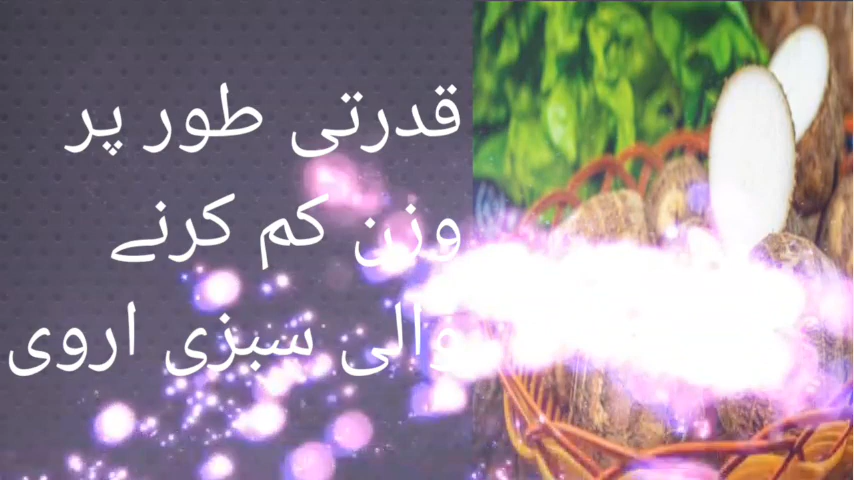 قدرتی طور پر
وزن کم کرنے
والی سبزی اروی